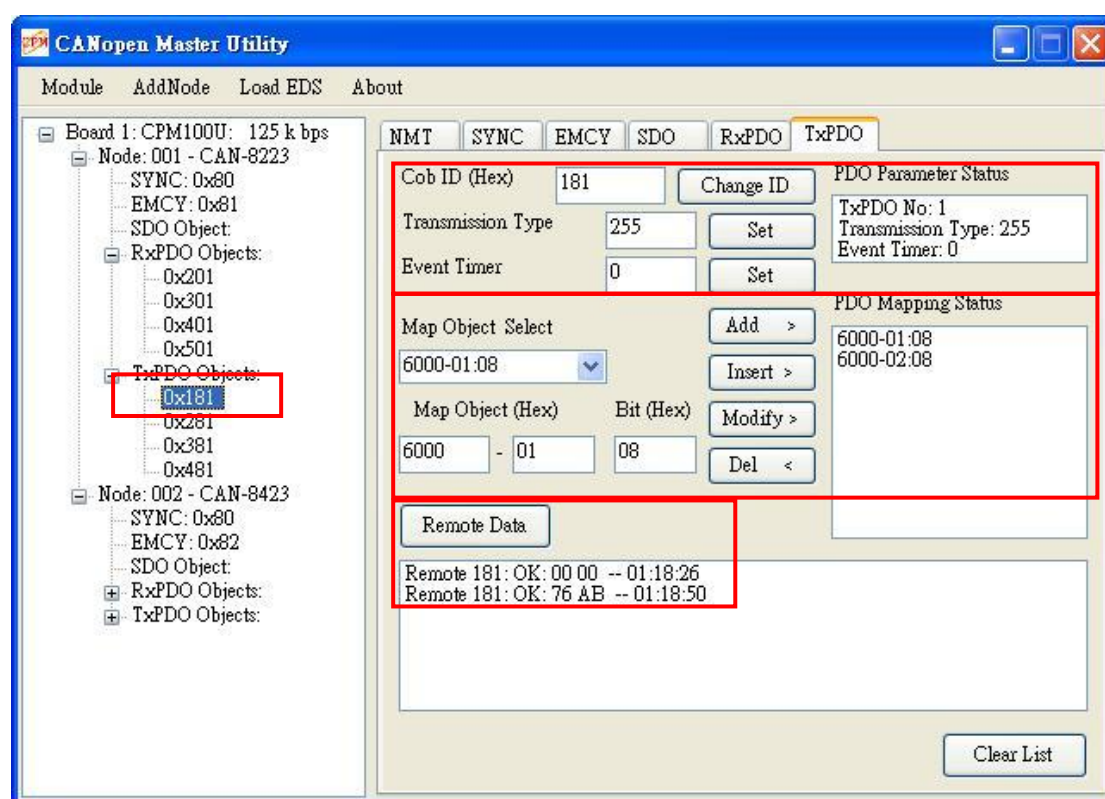 CPM CANopen Master Utility
Module AddNode Load EDS About
Board 1: CPM100U: 125 k bps
Node: 001 - CAN-8223
SYNC: 0x80
EMCY: 0x81
SDO Object:
RxPDO Objects:
0x201
0x301
0x401
0x501
TxPDO Objects:
0x181
0x281
0x381
0x481
Node: 002 - CAN-8423
SYNC: 0x80
EMCY: 0x82
SDO Object:
RxPDO Objects:
TxPDO Objects:
NMT SYNC EMCY SDO RxPDO TxPDO
Cob ID (Hex) 181 Change ID
Transmission Type 255 Set
Event Timer 0 Set
PDO Parameter Status
TxPDO No: 1
Transmission Type: 255
Event Timer: 0
Map Object Select
6000-01:08
Map Object (Hex) Bit (Hex)
6000 - 01 08
Add >
Insert >
Modify >
Del <
PDO Mapping Status
6000-01:08
6000-02:08
Remote Data
Remote 181: OK: 00 00 -- 01:18:26
Remote 181: OK: 76 AB -- 01:18:50
Clear List